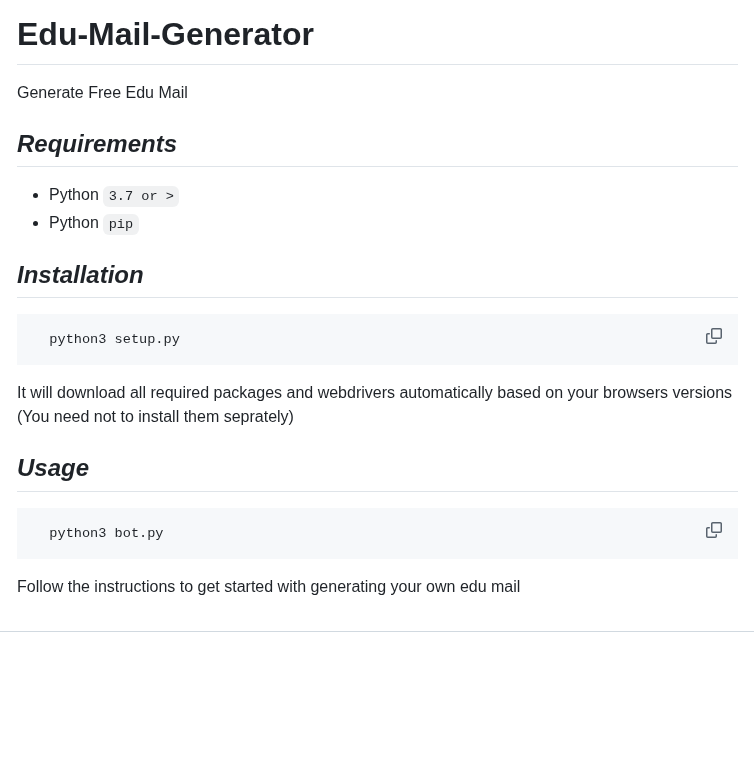 Edu-Mail-Generator
Generate Free Edu Mail
Requirements
Python 3.7 or >
Python pip
Installation
python3 setup.py
It will download all required packages and webdrivers automatically based on your browsers versions
(You need not to install them seprately)
Usage
python3 bot.py
Follow the instructions to get started with generating your own edu mail